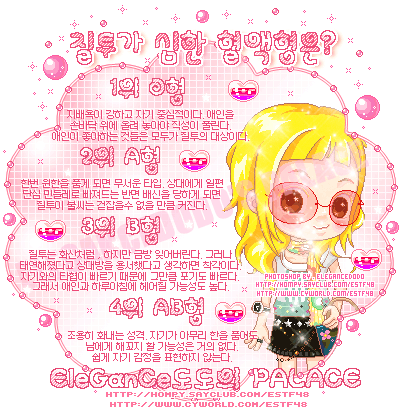 질투가 심한 혈액형은?
1위 O형
지배욕이 강하고 자기 중심적이다. 애인을
손바닥 위에 올려 놓아야 직성이 풀린다.
애인이 좋아하는 것들은 모두가 질투의 대상이다.
2위 A형
한번 원한을 품게 되면 무서운 타입. 상대에게 일편
단심 민들레로 빠져드는 반면 배신을 당하게 되면
질투의 불씨는 걷잡을수 없을 만큼 커진다.
3위 B형
질투는 화산처럼, 하지만 금방 잊어버린다. 그러나
태연해졌다고 상대방을 용서했다고 생각하면 착각이다.
자기와의 타협이 빠르기 때문에 그만큼 포기도 빠르다.
그래서 애인과 하루아침에 헤어질 가능성도 높다.
PHOTOSHOP BY. ELEGANCEDODO
HTTP://HOMPY.SAYCLUB.COM/ESTF48
HTTP://WWW.CYWORLD.COM/ESTF48
4위 AB형
조용히 화내는 성격. 자기가 아무리 한을 품어도
남에게 해꼬지 할 가능성은 거의 없다.
쉽게 자기 감정을 표현하지 않는다.
EleGanCe도도의 PALACE
HTTP://HOMPY.SAYCLUB.COM/ESTF48
HTTP://WWW.CYWORLD.COM/ESTF48